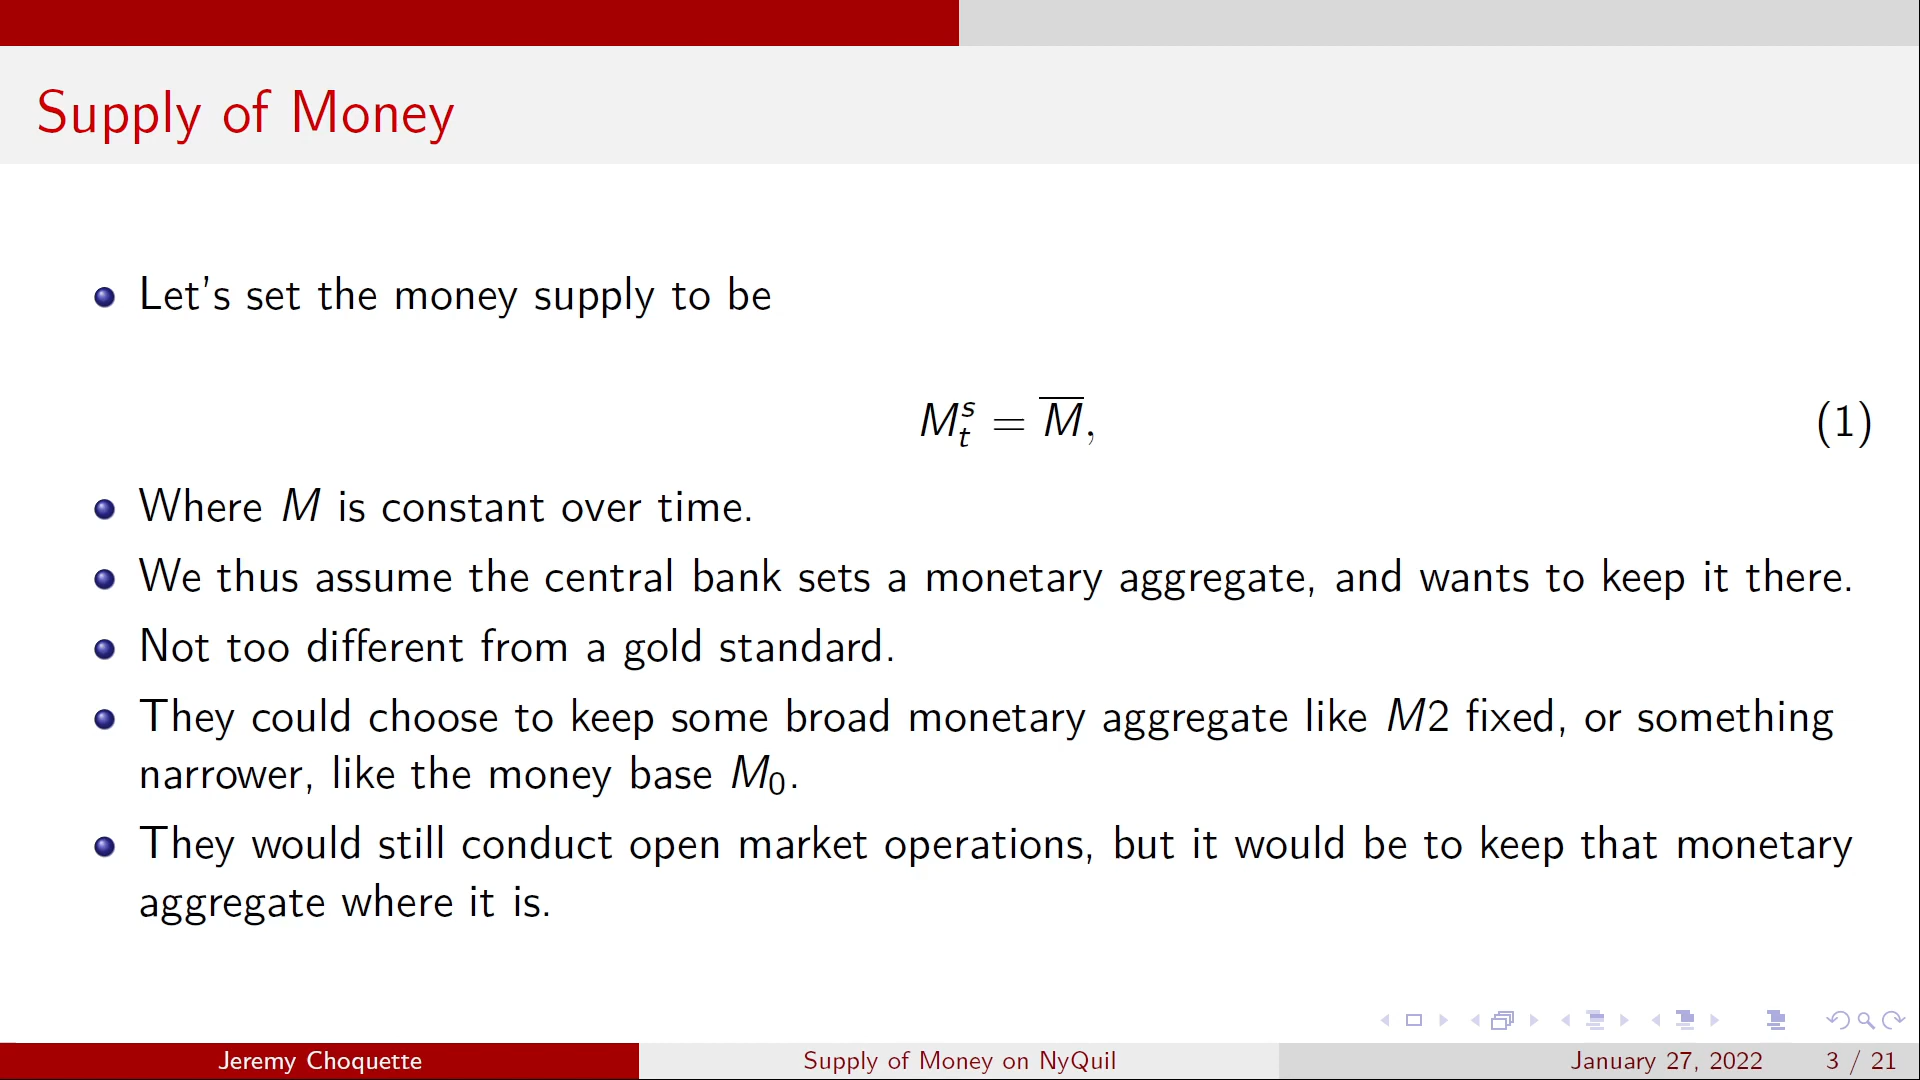 Supply of Money
Let's set the money supply to be
$M_t^s = \overline{M},$ (1)
Where $M$ is constant over time.
We thus assume the central bank sets a monetary aggregate, and wants to keep it there.
Not too different from a gold standard.
They could choose to keep some broad monetary aggregate like $M2$ fixed, or something
narrower, like the money base $M_0$.
They would still conduct open market operations, but it would be to keep that monetary
aggregate where it is.
Jeremy Choquette Supply of Money on NyQuil January 27, 2022 3 / 21